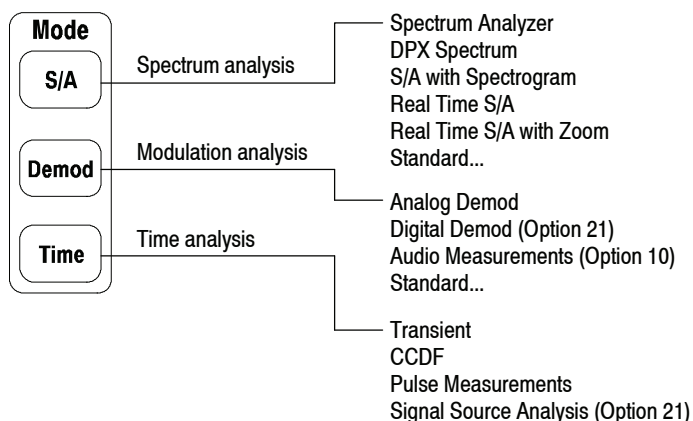 Mode
S/A
Spectrum analysis
Spectrum Analyzer
DPX Spectrum
S/A with Spectrogram
Real Time S/A
Real Time S/A with Zoom
Standard...
Demod
Modulation analysis
Analog Demod
Digital Demod (Option 21)
Audio Measurements (Option 10)
Standard...
Time
Time analysis
Transient
CCDF
Pulse Measurements
Signal Source Analysis (Option 21)